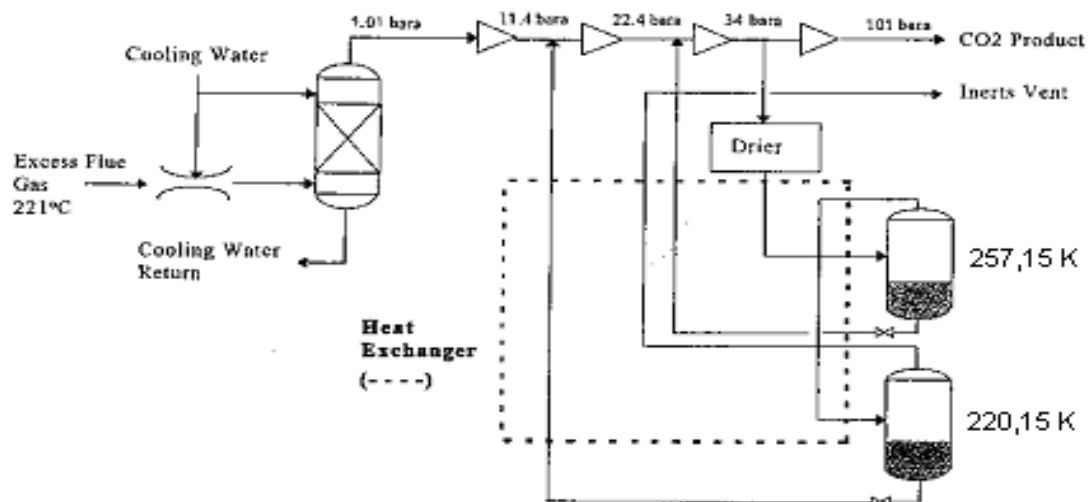 1.01 bara
11.4 bara
22.4 bara
34 bara
101 bara
CO2 Product
Cooling Water
Inerts Vent
Drier
Excess Flue
Gas
221°C
Cooling Water
Return
257,15 K
Heat
Exchanger
(----)
220,15 K